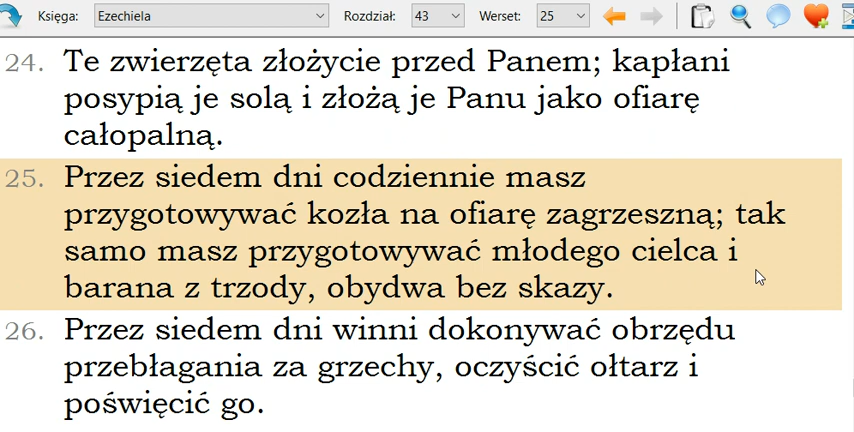 Księga: Ezechiela Rozdział: 43 Werset: 25
24. Te zwierzęta złożycie przed Panem; kapłani
posypią je solą i złożą je Panu jako ofiarę
całopalną.
25. Przez siedem dni codziennie masz
przygotowywać kozła na ofiarę zagrzeszną; tak
samo masz przygotowywać młodego cielca i
barana z trzody, obydwa bez skazy.
26. Przez siedem dni winni dokonywać obrzędu
przebłagania za grzechy, oczyścić ołtarz i
poświęcić go.